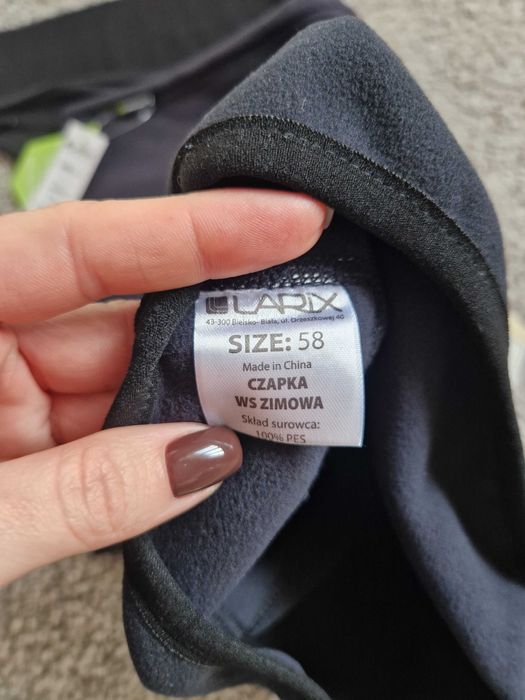 LARIX
43-300 Bielsko- Biała, ul. Orzeszkowej 40
SIZE: 58
Made in China
CZAPKA
WS ZIMOWA
Skład surowca:
100% PES